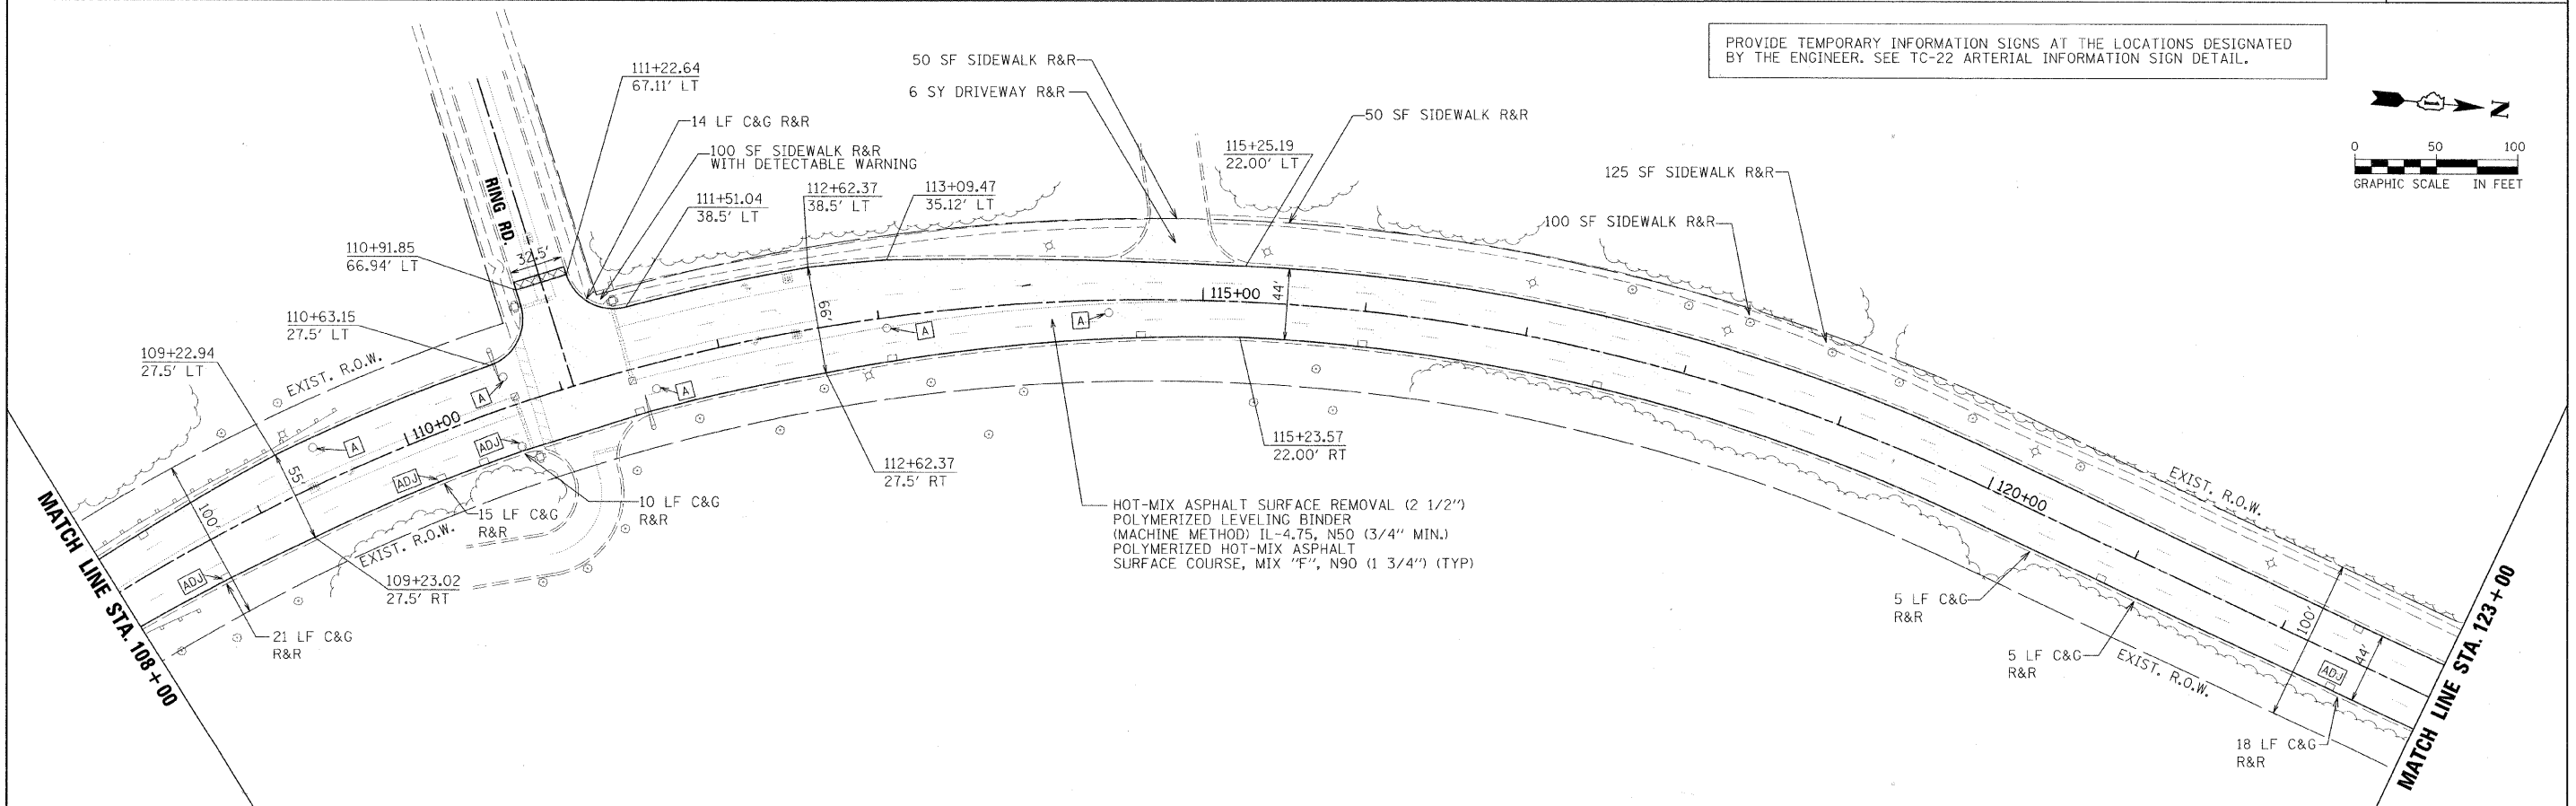 PROVIDE TEMPORARY INFORMATION SIGNS AT THE LOCATIONS DESIGNATED
BY THE ENGINEER. SEE TC-22 ARTERIAL INFORMATION SIGN DETAIL.
N
0 50 100
GRAPHIC SCALE IN FEET
111+22.64
67.11' LT
14 LF C&G R&R
100 SF SIDEWALK R&R
WITH DETECTABLE WARNING
111+51.04
38.5' LT
112+62.37
38.5' LT
113+09.47
35.12' LT
50 SF SIDEWALK R&R
6 SY DRIVEWAY R&R
115+25.19
22.00' LT
50 SF SIDEWALK R&R
125 SF SIDEWALK R&R
100 SF SIDEWALK R&R
RING RD.
32.5'
110+91.85
66.94' LT
110+63.15
27.5' LT
109+22.94
27.5' LT
EXIST. R.O.W.
A
A
A
A
A
66'
115+00
44'
110+00
55'
100'
ADJ
ADJ
ADJ
EXIST. R.O.W.
15 LF C&G
R&R
10 LF C&G
R&R
109+23.02
27.5' RT
21 LF C&G
R&R
MATCH LINE STA. 108+00
112+62.37
27.5' RT
115+23.57
22.00' RT
HOT-MIX ASPHALT SURFACE REMOVAL (2 1/2")
POLYMERIZED LEVELING BINDER
(MACHINE METHOD) IL-4.75, N50 (3/4" MIN.)
POLYMERIZED HOT-MIX ASPHALT
SURFACE COURSE, MIX "F", N90 (1 3/4") (TYP)
120+00
EXIST. R.O.W.
5 LF C&G
R&R
5 LF C&G
R&R
EXIST. R.O.W.
100'
44'
ADJ
18 LF C&G
R&R
MATCH LINE STA. 123+00